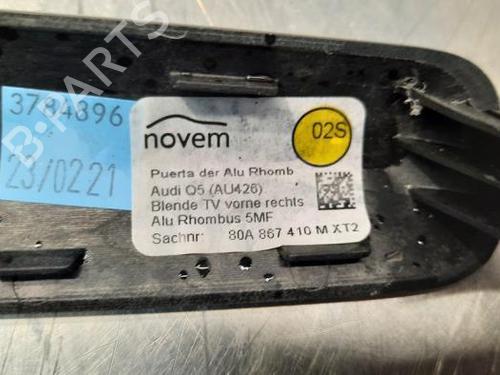 3784896
23/0221
novem
02S
Puerta der Alu Rhomb
Audi Q5 (AU426)
Blende TV vorne rechts
Alu Rhombus 5MF
Sachnr: 80A 867 410 M XT2
B-PARTS